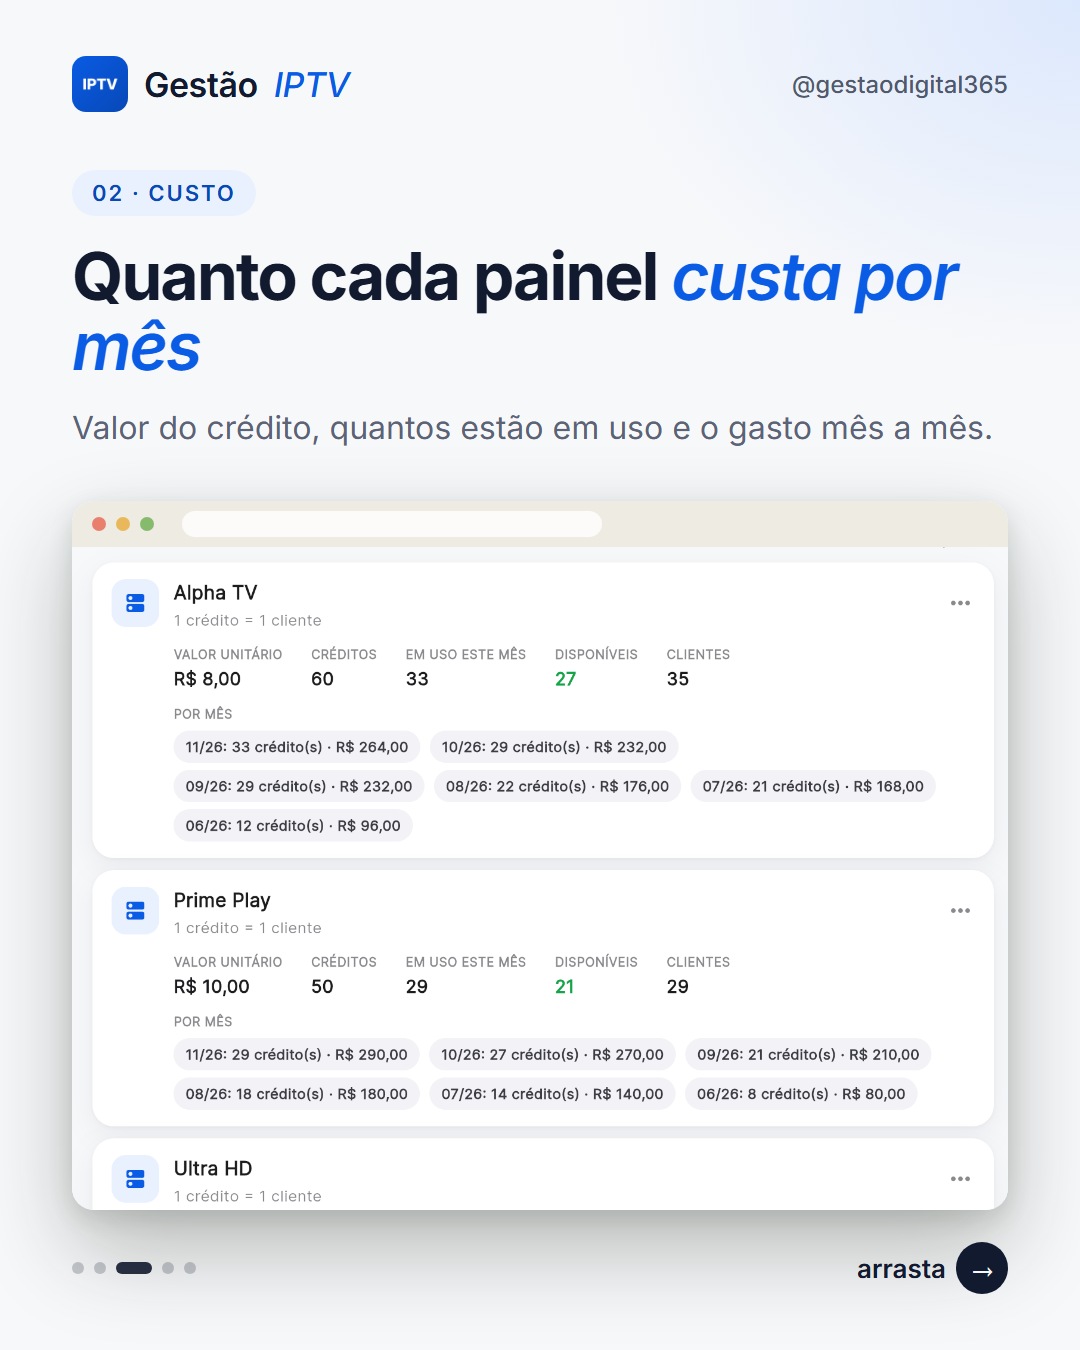 IPTV Gestão IPTV
@gestaodigital365
02 · CUSTO
Quanto cada painel custa por
mês
Valor do crédito, quantos estão em uso e o gasto mês a mês.
Alpha TV
1 crédito = 1 cliente
VALOR UNITÁRIO CRÉDITOS EM USO ESTE MÊS DISPONÍVEIS CLIENTES
R$ 8,00 60 33 27 35
POR MÊS
11/26: 33 crédito(s) · R$ 264,00 10/26: 29 crédito(s) · R$ 232,00
09/26: 29 crédito(s) · R$ 232,00 08/26: 22 crédito(s) · R$ 176,00 07/26: 21 crédito(s) · R$ 168,00
06/26: 12 crédito(s) · R$ 96,00
Prime Play
1 crédito = 1 cliente
VALOR UNITÁRIO CRÉDITOS EM USO ESTE MÊS DISPONÍVEIS CLIENTES
R$ 10,00 50 29 21 29
POR MÊS
11/26: 29 crédito(s) · R$ 290,00 10/26: 27 crédito(s) · R$ 270,00 09/26: 21 crédito(s) · R$ 210,00
08/26: 18 crédito(s) · R$ 180,00 07/26: 14 crédito(s) · R$ 140,00 06/26: 8 crédito(s) · R$ 80,00
Ultra HD
1 crédito = 1 cliente
arrasta →